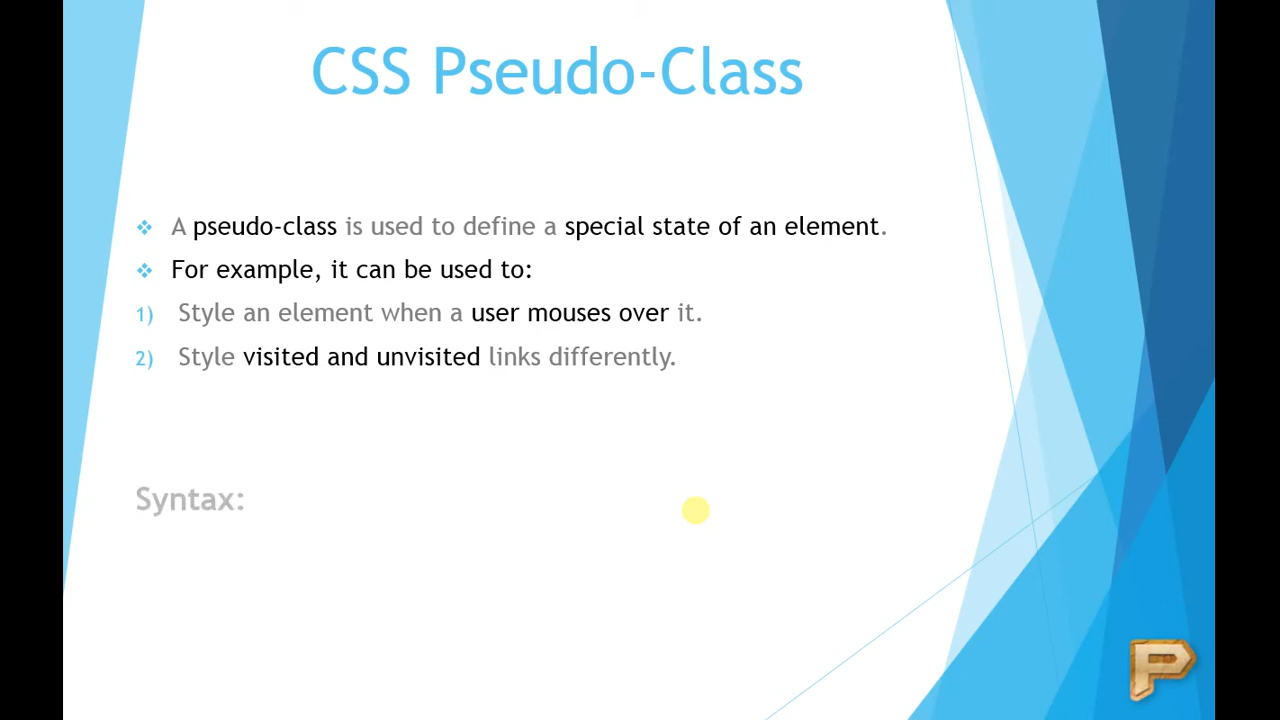 CSS Pseudo-Class
❖ A pseudo-class is used to define a special state of an element.
❖ For example, it can be used to:
1) Style an element when a user mouses over it.
2) Style visited and unvisited links differently.
Syntax:
P